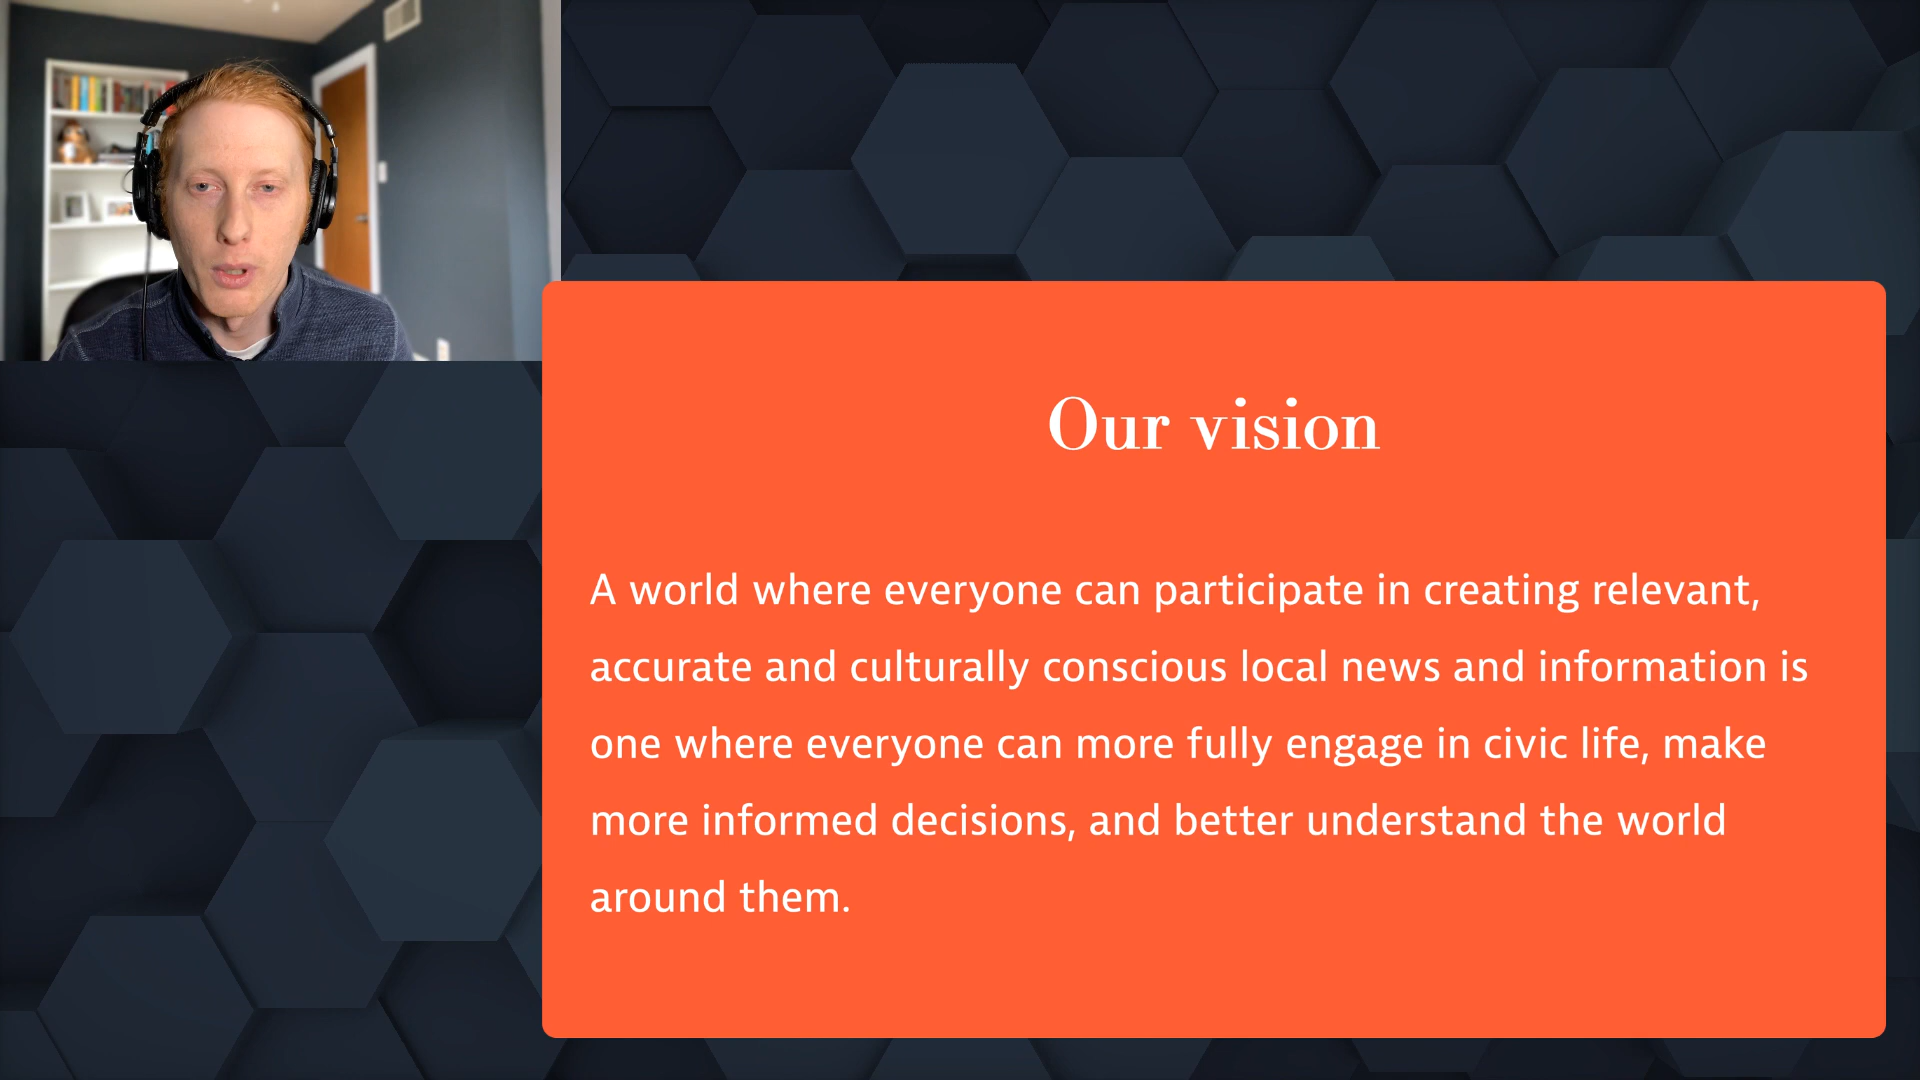 Our vision
A world where everyone can participate in creating relevant,
accurate and culturally conscious local news and information is
one where everyone can more fully engage in civic life, make
more informed decisions, and better understand the world
around them.